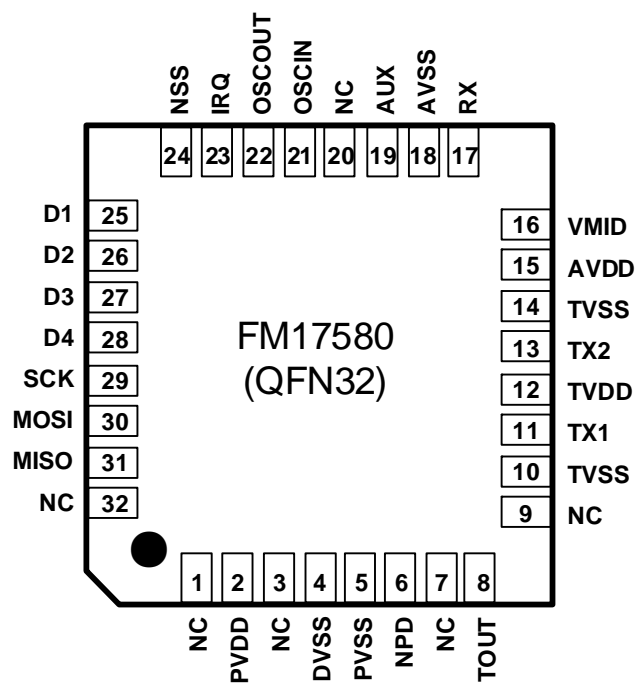 NSS IRQ OSCOUT OSCIN NC AUX AVSS RX
24 23 22 21 20 19 18 17
D1 25
D2 26
D3 27
D4 28
SCK 29
MOSI 30
MISO 31
NC 32
FM17580
(QFN32)
16 VMID
15 AVDD
14 TVSS
13 TX2
12 TVDD
11 TX1
10 TVSS
9 NC
1 2 3 4 5 6 7 8
NC PVDD NC DVSS PVSS NPD NC TOUT